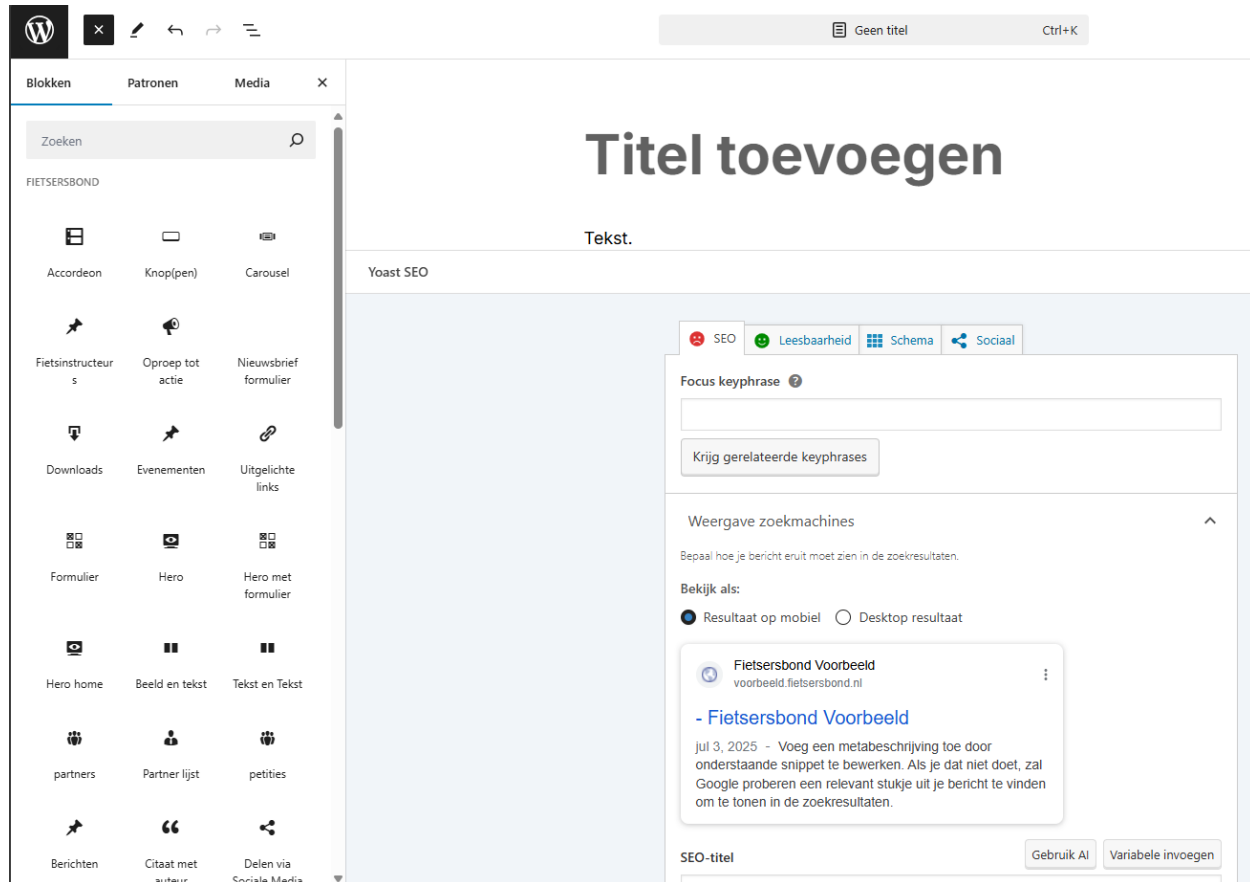 Geen titel Ctrl+K
Blokken Patronen Media
Zoeken
FIETSERSBOND
Accordeon Knop(pen) Carousel
Fietsinstructeur
s
Oproep tot
actie
Nieuwsbrief
formulier
Downloads Evenementen Uitgelichte
links
Formulier Hero Hero met
formulier
Hero home Beeld en tekst Tekst en Tekst
partners Partner lijst petities
Berichten Citaat met
auteur
Delen via
Sociale Media
Titel toevoegen
Tekst.
Yoast SEO
SEO Leesbaarheid Schema Sociaal
Focus keyphrase ?
Krijg gerelateerde keyphrases
Weergave zoekmachines
Bepaal hoe je bericht eruit moet zien in de zoekresultaten.
Bekijk als:
Resultaat op mobiel Desktop resultaat
Fietsersbond Voorbeeld
voorbeeld.fietsersbond.nl
- Fietsersbond Voorbeeld
jul 3, 2025 - Voeg een metabeschrijving toe door
onderstaande snippet te bewerken. Als je dat niet doet, zal
Google proberen een relevant stukje uit je bericht te vinden
om te tonen in de zoekresultaten.
SEO-titel Gebruik AI Variabele invoegen